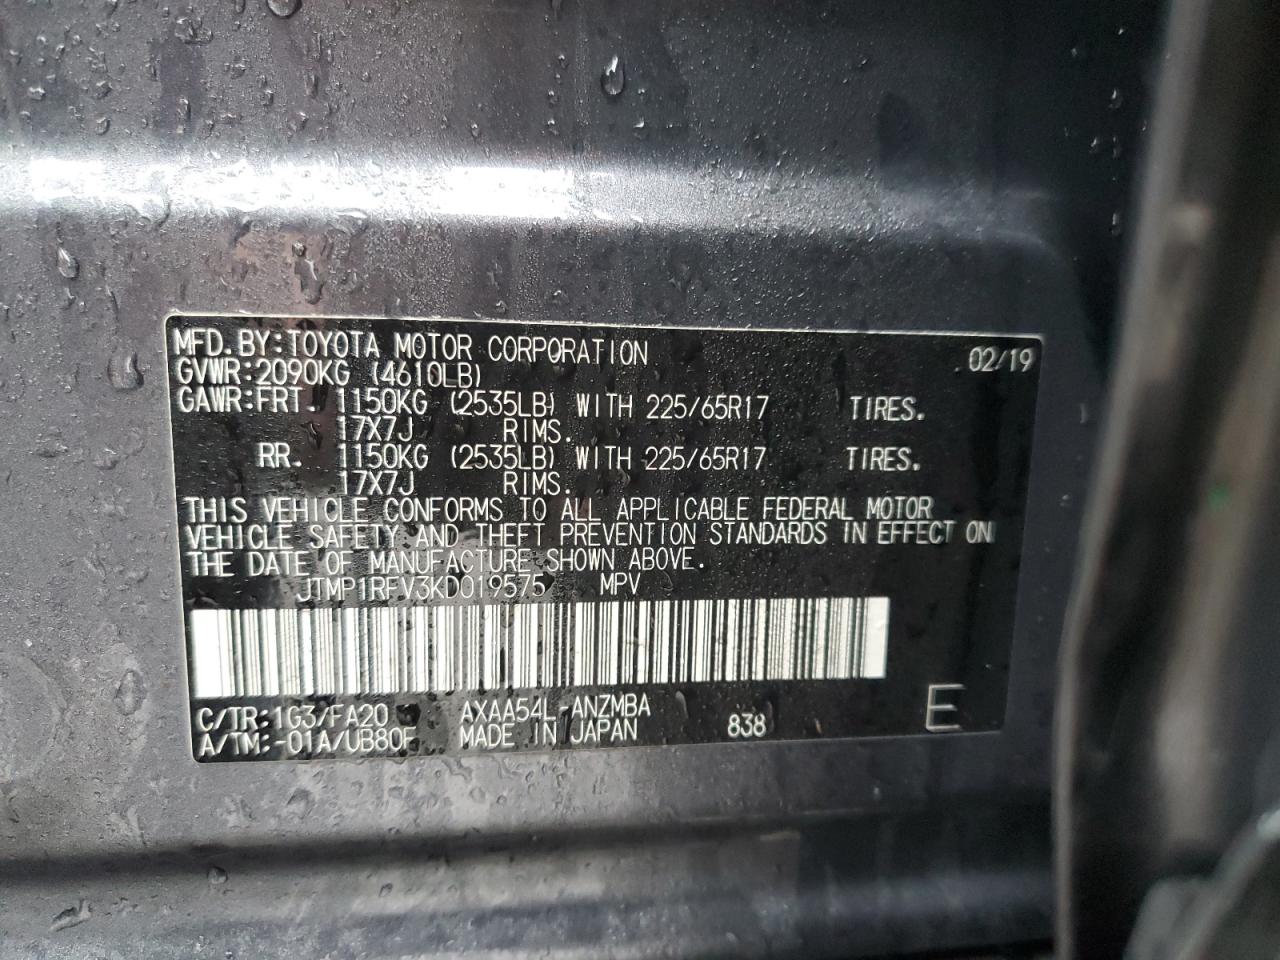 MFD. BY: TOYOTA MOTOR CORPORATION 02/19
GVWR: 2090KG (4610LB)
GAWR: FRT. 1150KG (2535LB) WITH 225/65R17 TIRES.
17X7J RIMS.
RR. 1150KG (2535LB) WITH 225/65R17 TIRES.
17X7J RIMS.
THIS VEHICLE CONFORMS TO ALL APPLICABLE FEDERAL MOTOR
VEHICLE SAFETY AND THEFT PREVENTION STANDARDS IN EFFECT ON
THE DATE OF MANUFACTURE SHOWN ABOVE.
JTMP1RFV3KD019575 MPV
C/TR: 1G3/FA20 AXAA54L-ANZMBA
A/TM: -01A/UB80F MADE IN JAPAN 838 E